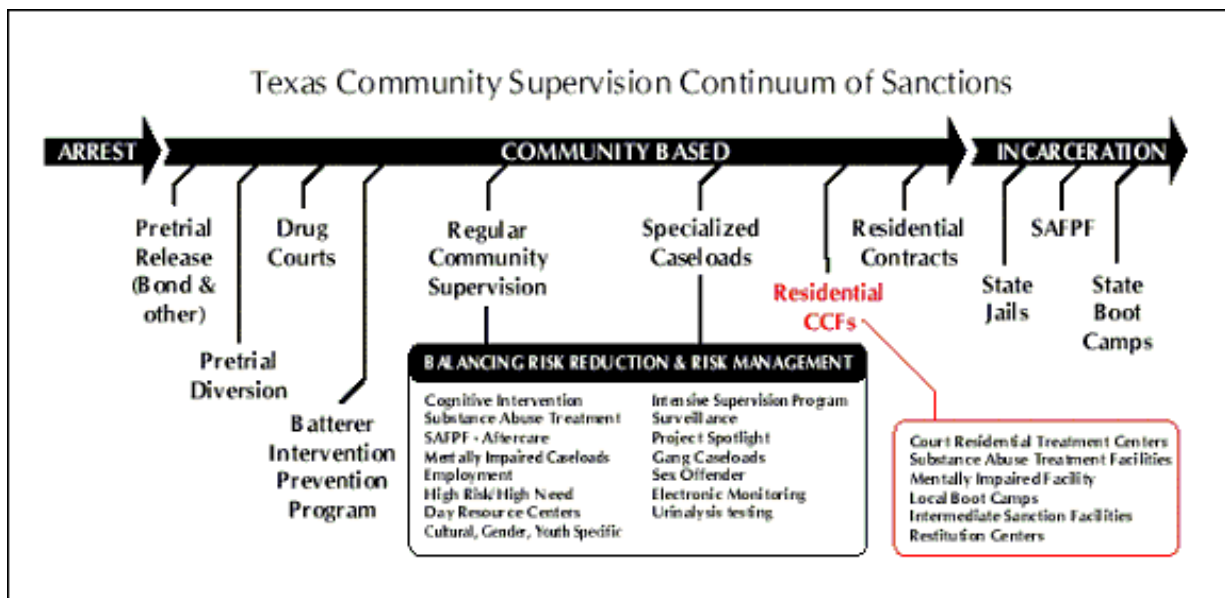 Texas Community Supervision Continuum of Sanctions
ARREST
COMMUNITY BASED
INCARCERATION
Pretrial
Release
(Bond &
other)
Pretrial
Diversion
Drug
Courts
Batterer
Intervention
Prevention
Program
Regular
Community
Supervision
Specialized
Caseloads
Residential
CCFs
Residential
Contracts
State
Jails
SAFPF
State
Boot
Camps
BALANCING RISK REDUCTION & RISK MANAGEMENT
Cognitive Intervention
Substance Abuse Treatment
SAFPF - Aftercare
Mentally Impaired Caseloads
Employment
High Risk/High Need
Day Resource Centers
Cultural, Gender, Youth Specific
Intensive Supervision Program
Surveillance
Project Spotlight
Gang Caseloads
Sex Offender
Electronic Monitoring
Urinalysis testing
Court Residential Treatment Centers
Substance Abuse Treatment Facilities
Mentally Impaired Facility
Local Boot Camps
Intermediate Sanction Facilities
Restitution Centers